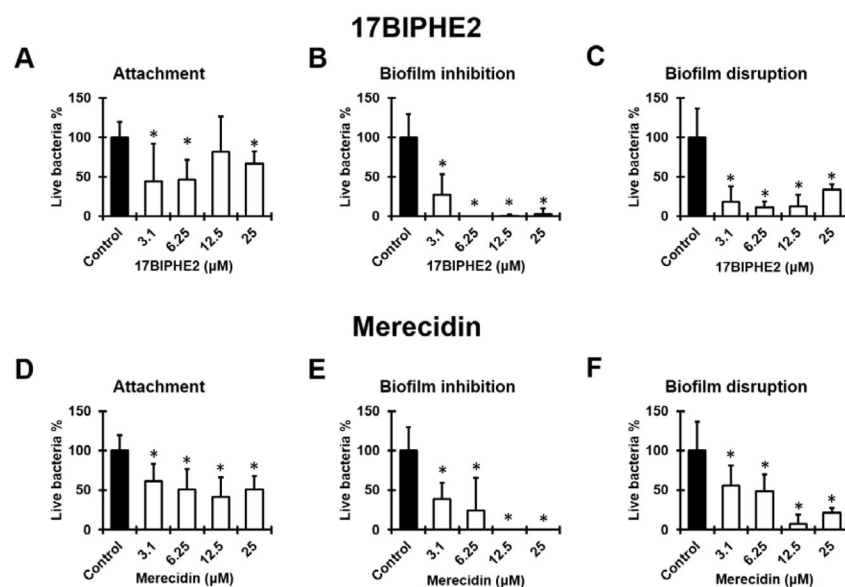 17BIPHE2
A
Attachment
Live bacteria %
150
100
50
0
*
*
*
Control
3.1
6.25
12.5
25
17BIPHE2 (µM)
B
Biofilm inhibition
Live bacteria %
150
100
50
0
*
*
*
*
Control
3.1
6.25
12.5
25
17BIPHE2 (µM)
C
Biofilm disruption
Live bacteria %
150
100
50
0
*
*
*
*
Control
3.1
6.25
12.5
25
17BIPHE2 (µM)
Merecidin
D
Attachment
Live bacteria %
150
100
50
0
*
*
*
*
Control
3.1
6.25
12.5
25
Merecidin (µM)
E
Biofilm inhibition
Live bacteria %
150
100
50
0
*
*
*
*
Control
3.1
6.25
12.5
25
Merecidin (µM)
F
Biofilm disruption
Live bacteria %
150
100
50
0
*
*
*
*
Control
3.1
6.25
12.5
25
Merecidin (µM)